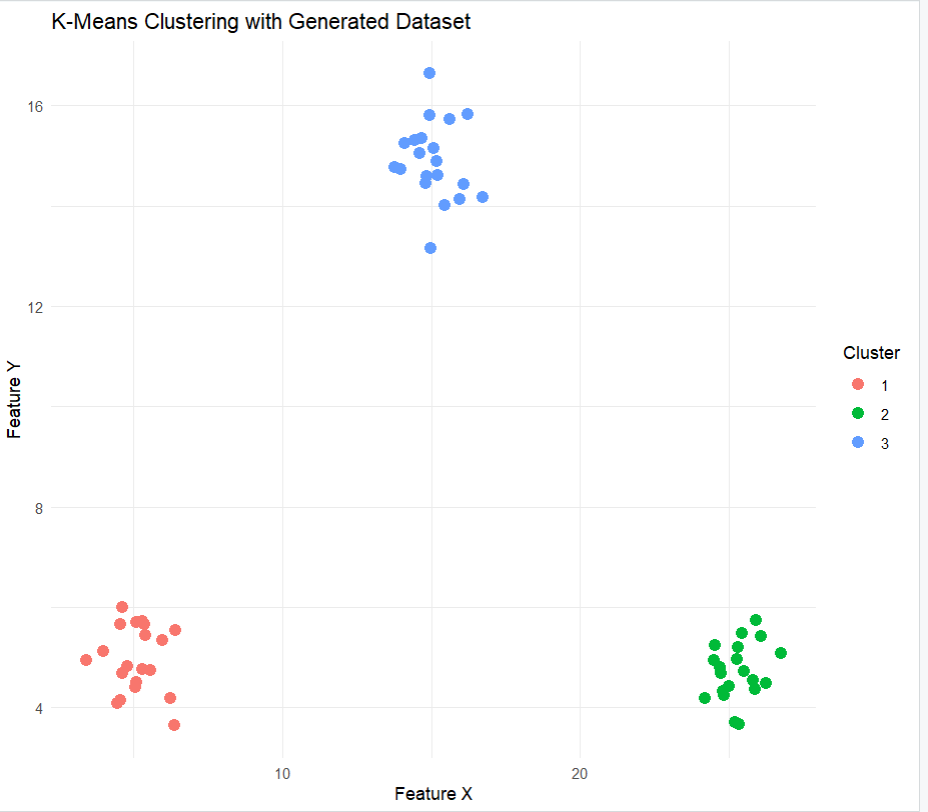 K-Means Clustering with Generated Dataset
16
12
8
4
Feature Y
10
20
Feature X
Cluster
1
2
3